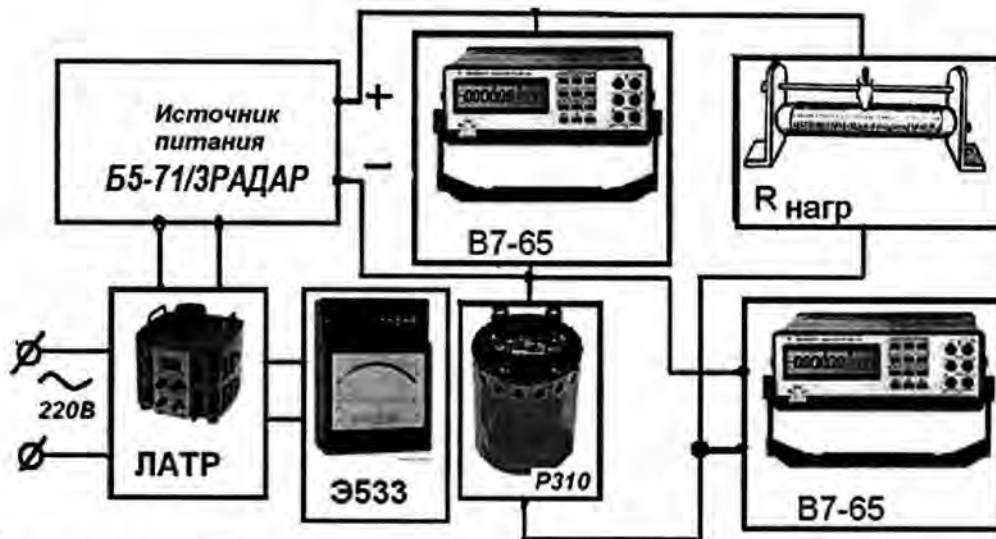 +
−
Источник
питания
Б5-71/3РАДАР
В7-65
R нагр
220В
ЛАТР
Э533
Р310
В7-65